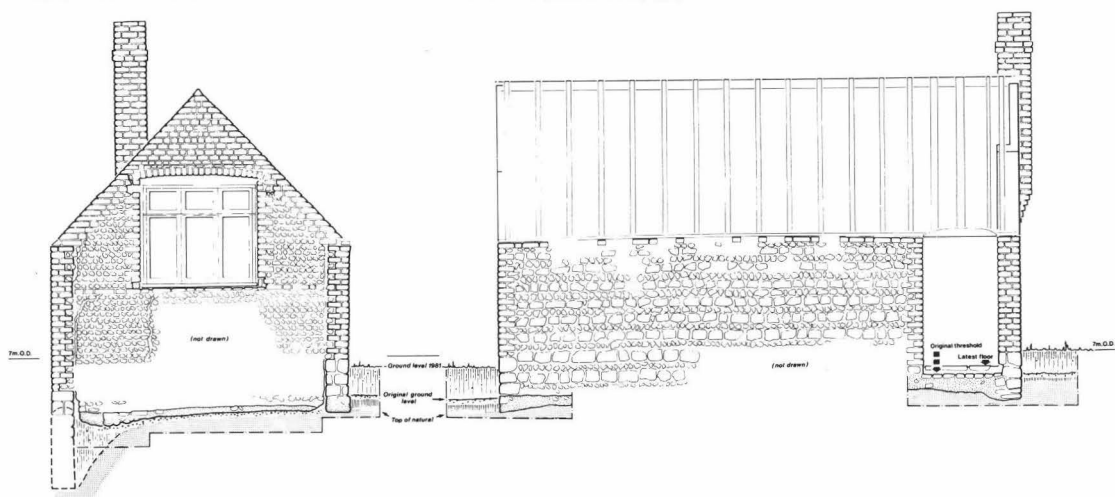 7m. O.D.
(not drawn)
Ground level 1981
Original ground
level
Top of natural
(not drawn)
Original threshold
Latest floor
7m. O.D.